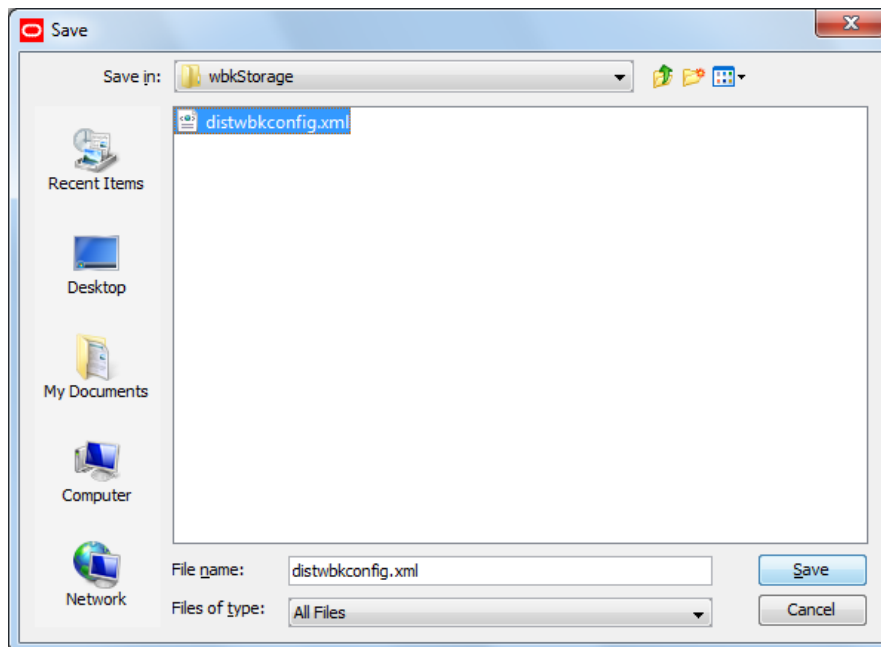 Save
Save in: wbkStorage
distwbkconfig.xml
Recent Items
Desktop
My Documents
Computer
Network
File name: distwbkconfig.xml
Save
Files of type: All Files
Cancel